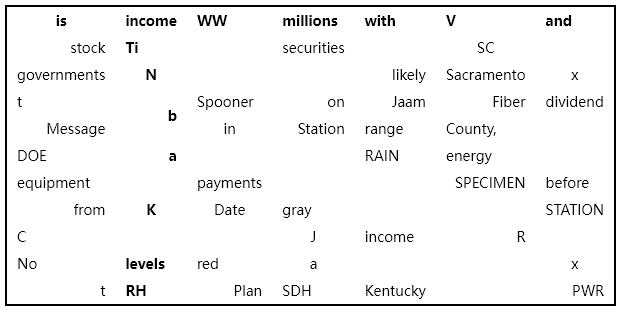 is income WW millions with V and
stock Ti securities SC
governments N likely Sacramento x
t b Spooner on Jaam Fiber dividend
Message in Station range County,
DOE a RAIN energy
equipment payments SPECIMEN before
from K Date gray STATION
C J income R
No levels red a x
t RH Plan SDH Kentucky PWR